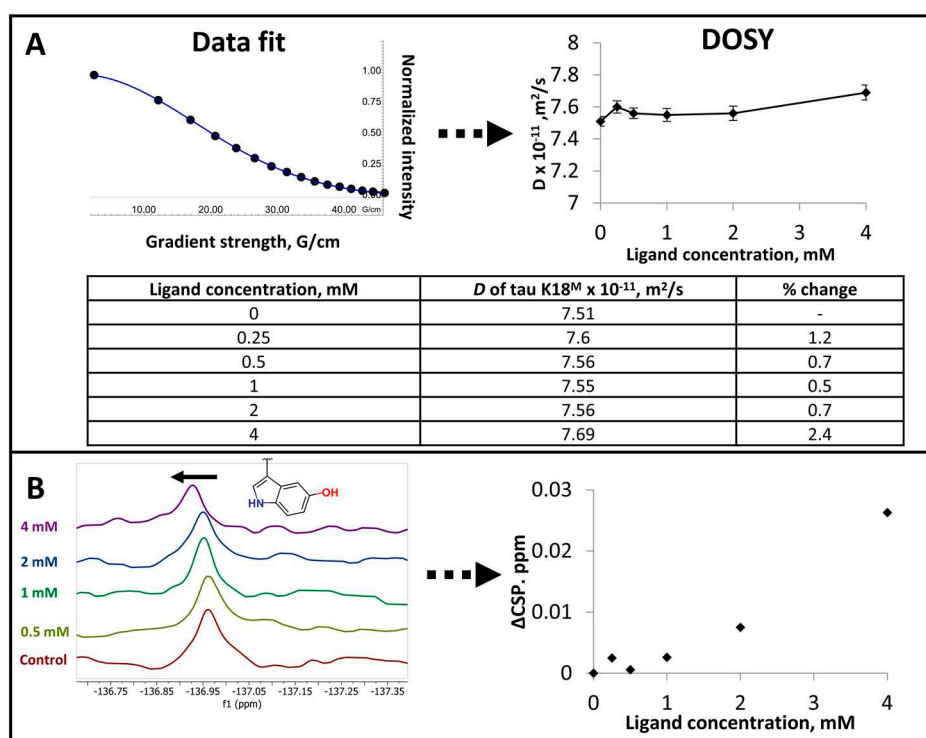 A
Data fit
DOSY
1.00
0.75
0.50
0.25
0.00
10.00 20.00 30.00 40.00 G/cm
Gradient strength, G/cm
Normalized intensity
8
7.8
7.6
7.4
7.2
7
0 1 2 3 4
D x 10⁻¹¹ ,m²/s
Ligand concentration, mM
Ligand concentration, mM D of tau K18ᴹ x 10⁻¹¹, m²/s % change
0 7.51 -
0.25 7.6 1.2
0.5 7.56 0.7
1 7.55 0.5
2 7.56 0.7
4 7.69 2.4
B
OH
NH
4 mM
2 mM
1 mM
0.5 mM
Control
-136.75 -136.85 -136.95 -137.05 -137.15 -137.25 -137.35
f1 (ppm)
0.03
0.02
0.01
0
0 1 2 3 4
ΔCSP. ppm
Ligand concentration, mM